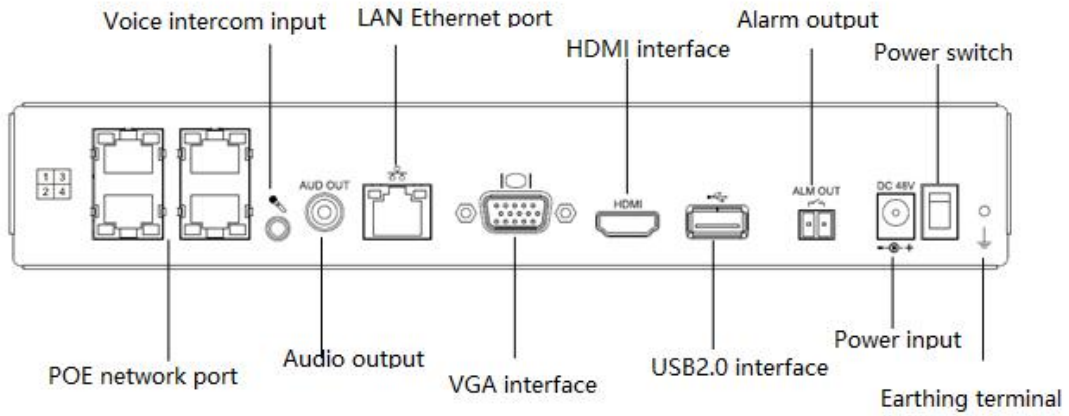 Voice intercom input
LAN Ethernet port
Alarm output
HDMI interface
Power switch
1 3
2 4
AUD OUT
HDMI
ALM OUT
DC 48V
POE network port
Audio output
VGA interface
USB2.0 interface
Power input
Earthing terminal